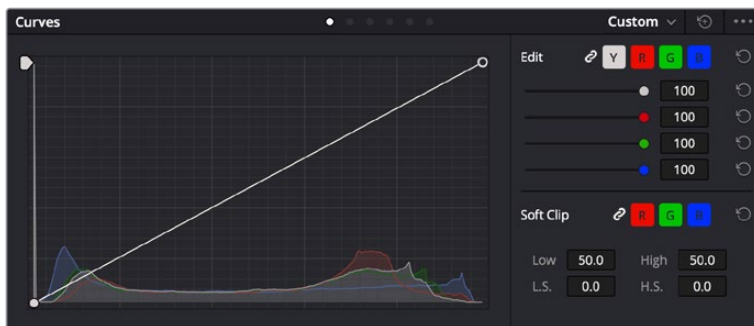 Curves Custom
Edit Y R G B
100
100
100
100
Soft Clip R G B
Low 50.0 High 50.0
L.S. 0.0 H.S. 0.0